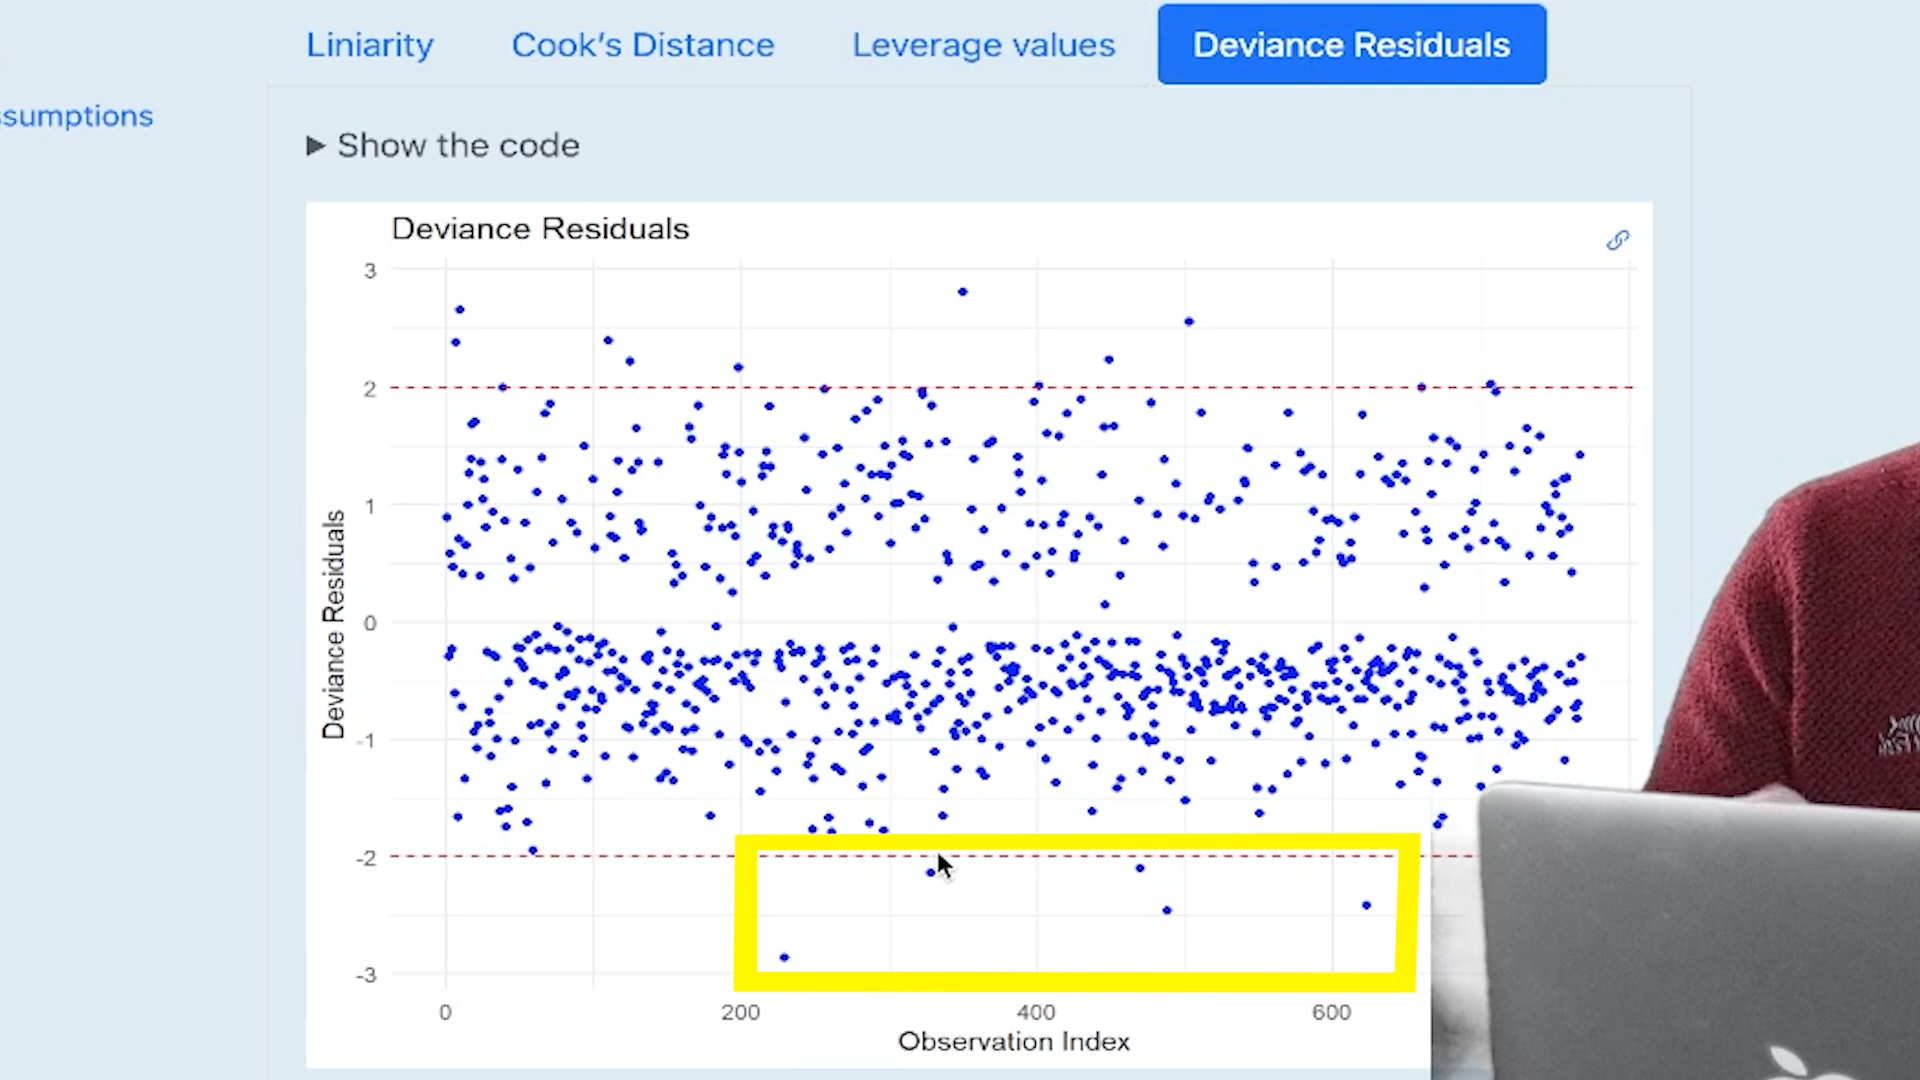 Liniarity Cook's Distance Leverage values Deviance Residuals
ssumptions
▶ Show the code
Deviance Residuals
3
2
1
0
-1
-2
-3
Deviance Residuals
0 200 400 600
Observation Index